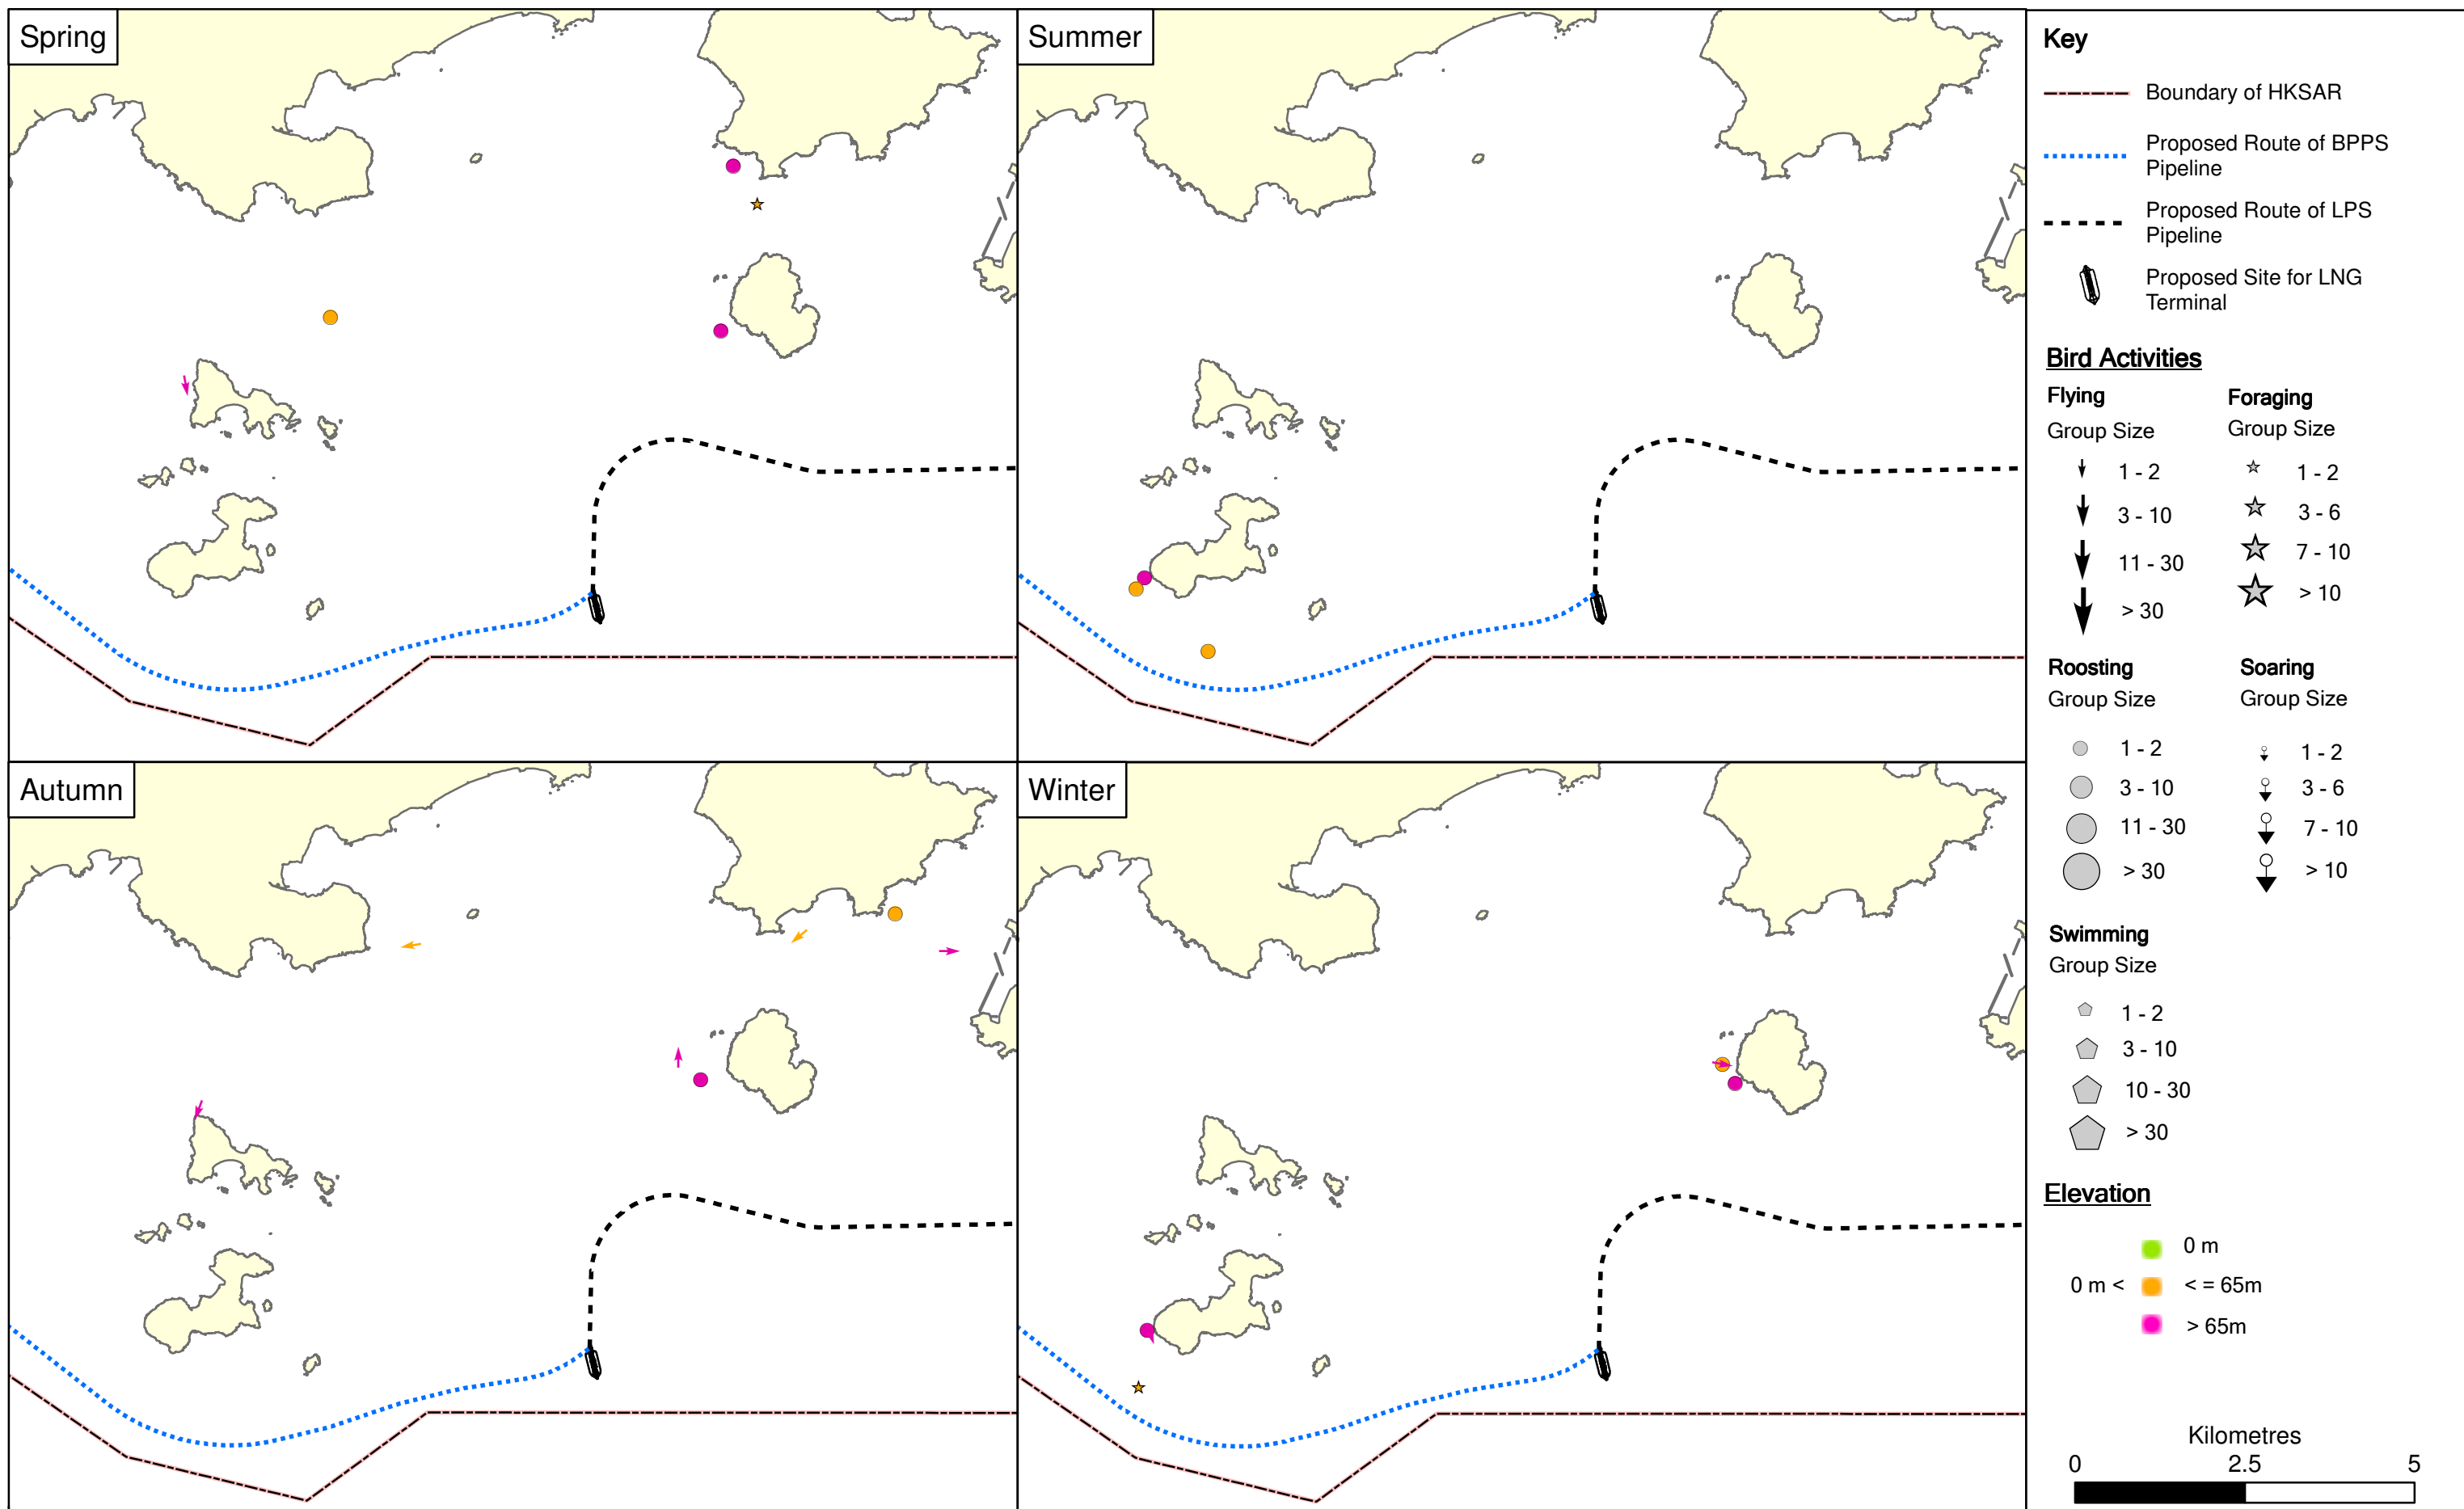 Spring
Summer
Autumn
Winter
Key
Boundary of HKSAR
Proposed Route of BPPS
Pipeline
Proposed Route of LPS
Pipeline
Proposed Site for LNG
Terminal
Bird Activities
Flying
Group Size
1 - 2
3 - 10
11 - 30
> 30
Foraging
Group Size
1 - 2
3 - 6
7 - 10
> 10
Roosting
Group Size
1 - 2
3 - 10
11 - 30
> 30
Soaring
Group Size
1 - 2
3 - 6
7 - 10
> 10
Swimming
Group Size
1 - 2
3 - 10
10 - 30
> 30
Elevation
0 m
0 m < < = 65m
> 65m
Kilometres
0 2.5 5